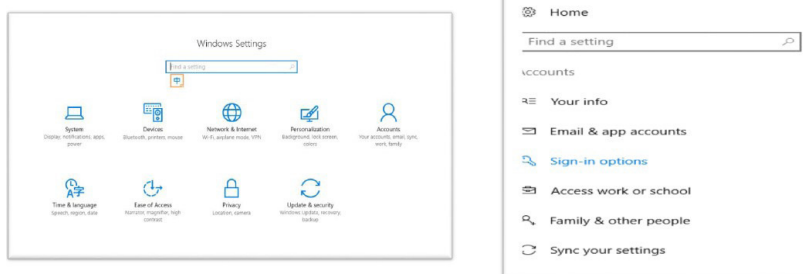 Windows Settings
Find a setting
中
System
Display, notifications, apps,
power
Devices
Bluetooth, printers, mouse
Network & Internet
Wi-Fi, airplane mode, VPN
Personalization
Background, lock screen,
colors
Accounts
Your accounts, email, sync,
work, family
Time & language
Speech, region, date
Ease of Access
Narrator, magnifier, high
contrast
Privacy
Location, camera
Update & security
Windows Update, recovery,
backup
Home
Find a setting
Accounts
Your info
Email & app accounts
Sign-in options
Access work or school
Family & other people
Sync your settings